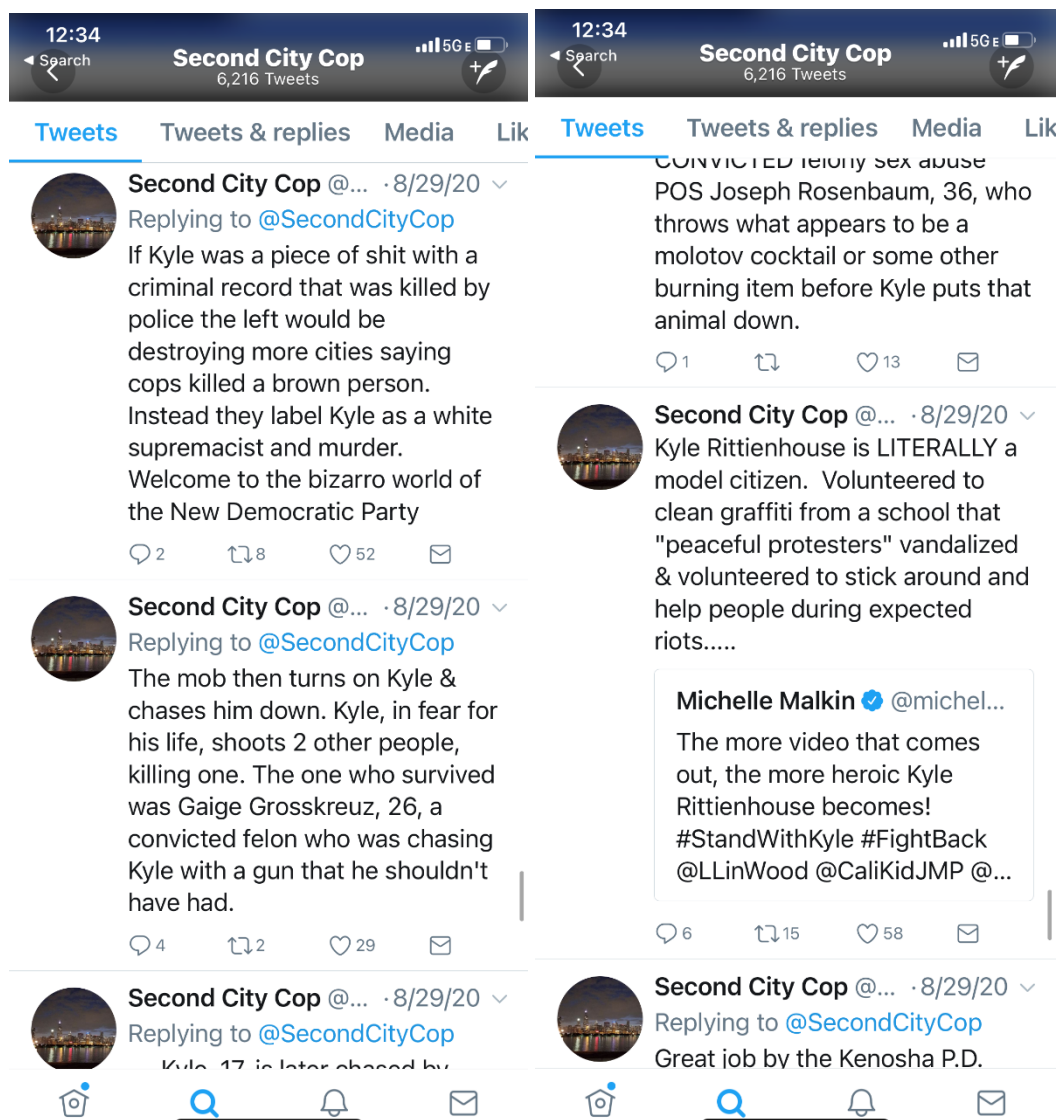 12:34
Search
5GE
Second City Cop
6,216 Tweets
Tweets
Tweets & replies
Media
Lik
Second City Cop @... · 8/29/20
Replying to @SecondCityCop
If Kyle was a piece of shit with a
criminal record that was killed by
police the left would be
destroying more cities saying
cops killed a brown person.
Instead they label Kyle as a white
supremacist and murder.
Welcome to the bizarro world of
the New Democratic Party
2
8
52
Second City Cop @... · 8/29/20
Replying to @SecondCityCop
The mob then turns on Kyle &
chases him down. Kyle, in fear for
his life, shoots 2 other people,
killing one. The one who survived
was Gaige Grosskreuz, 26, a
convicted felon who was chasing
Kyle with a gun that he shouldn't
have had.
4
2
29
Second City Cop @... · 8/29/20
Replying to @SecondCityCop
Kyle, 17, is later chased by
12:34
Search
5GE
Second City Cop
6,216 Tweets
Tweets
Tweets & replies
Media
Lik
CONVICTED felony sex abuse
POS Joseph Rosenbaum, 36, who
throws what appears to be a
molotov cocktail or some other
burning item before Kyle puts that
animal down.
1
13
Second City Cop @... · 8/29/20
Kyle Rittienhouse is LITERALLY a
model citizen. Volunteered to
clean graffiti from a school that
"peaceful protesters" vandalized
& volunteered to stick around and
help people during expected
riots.....
Michelle Malkin @michel...
The more video that comes
out, the more heroic Kyle
Rittienhouse becomes!
#StandWithKyle #FightBack
@LLinWood @CaliKidJMP @...
6
15
58
Second City Cop @... · 8/29/20
Replying to @SecondCityCop
Great job by the Kenosha P.D.